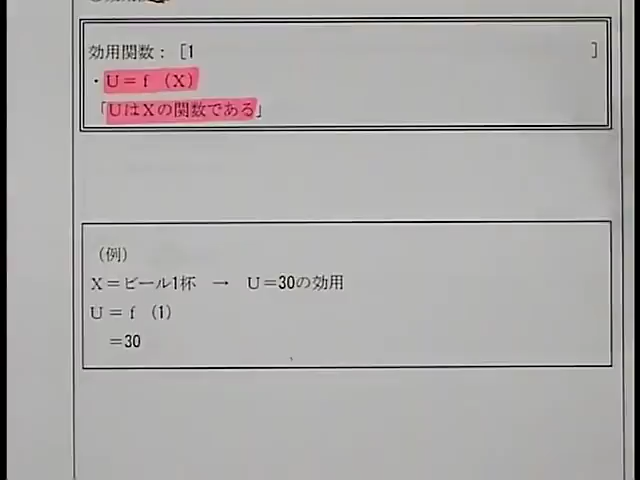 効用関数：［1　　　　　　　　］
・U＝f（X）
「UはXの関数である」
（例）
X＝ビール1杯　→　U＝30の効用
U＝f（1）
＝30